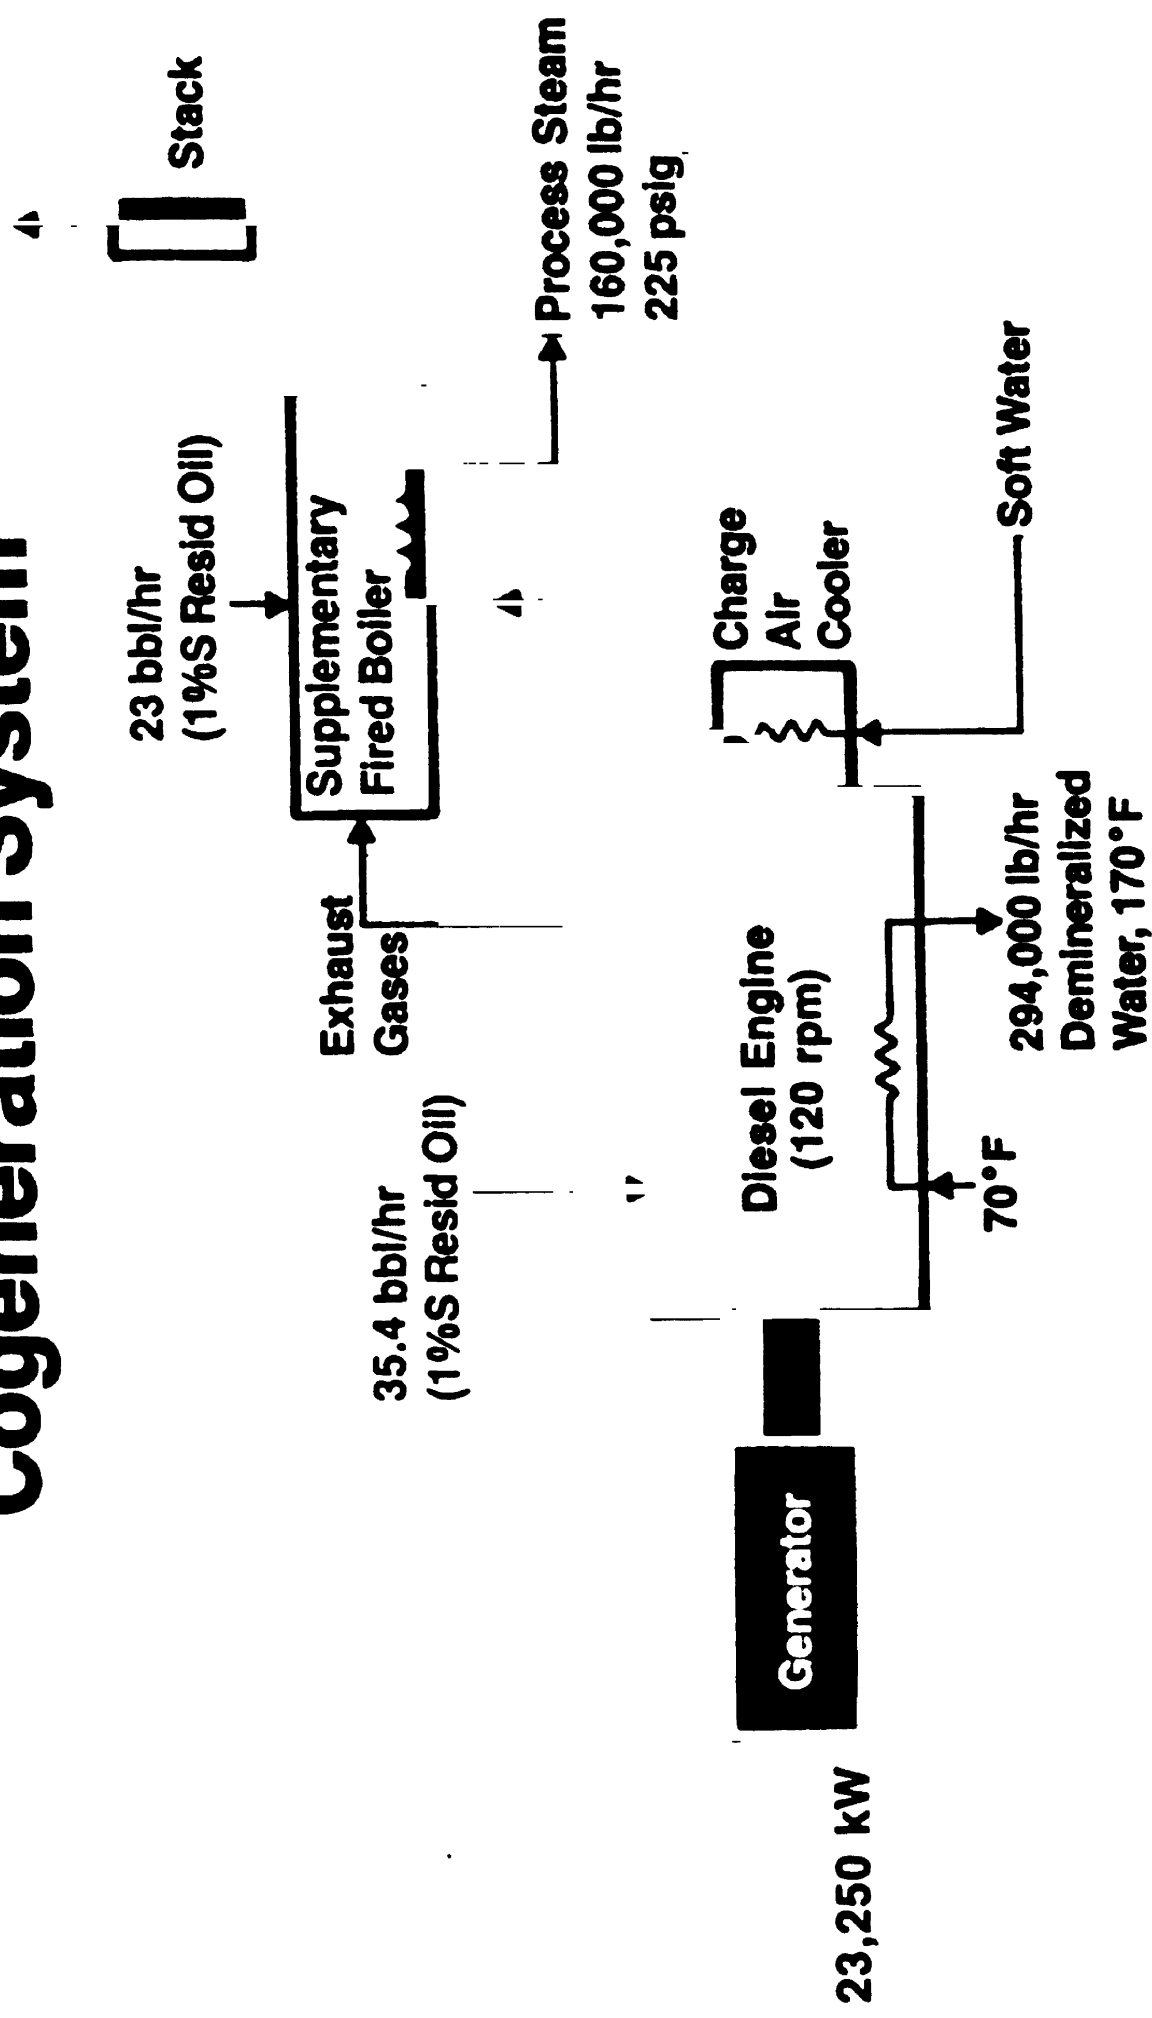 Cogeneration System
23 bbl/hr
(1%S Resid Oil)
Stack
Supplementary
Fired Boiler
Exhaust
Gases
35.4 bbl/hr
(1%S Resid Oil)
Process Steam
160,000 lb/hr
225 psig
Diesel Engine
(120 rpm)
Charge
Air
Cooler
Generator
23,250 kW
70°F
294,000 lb/hr
Demineralized
Water, 170°F
Soft Water